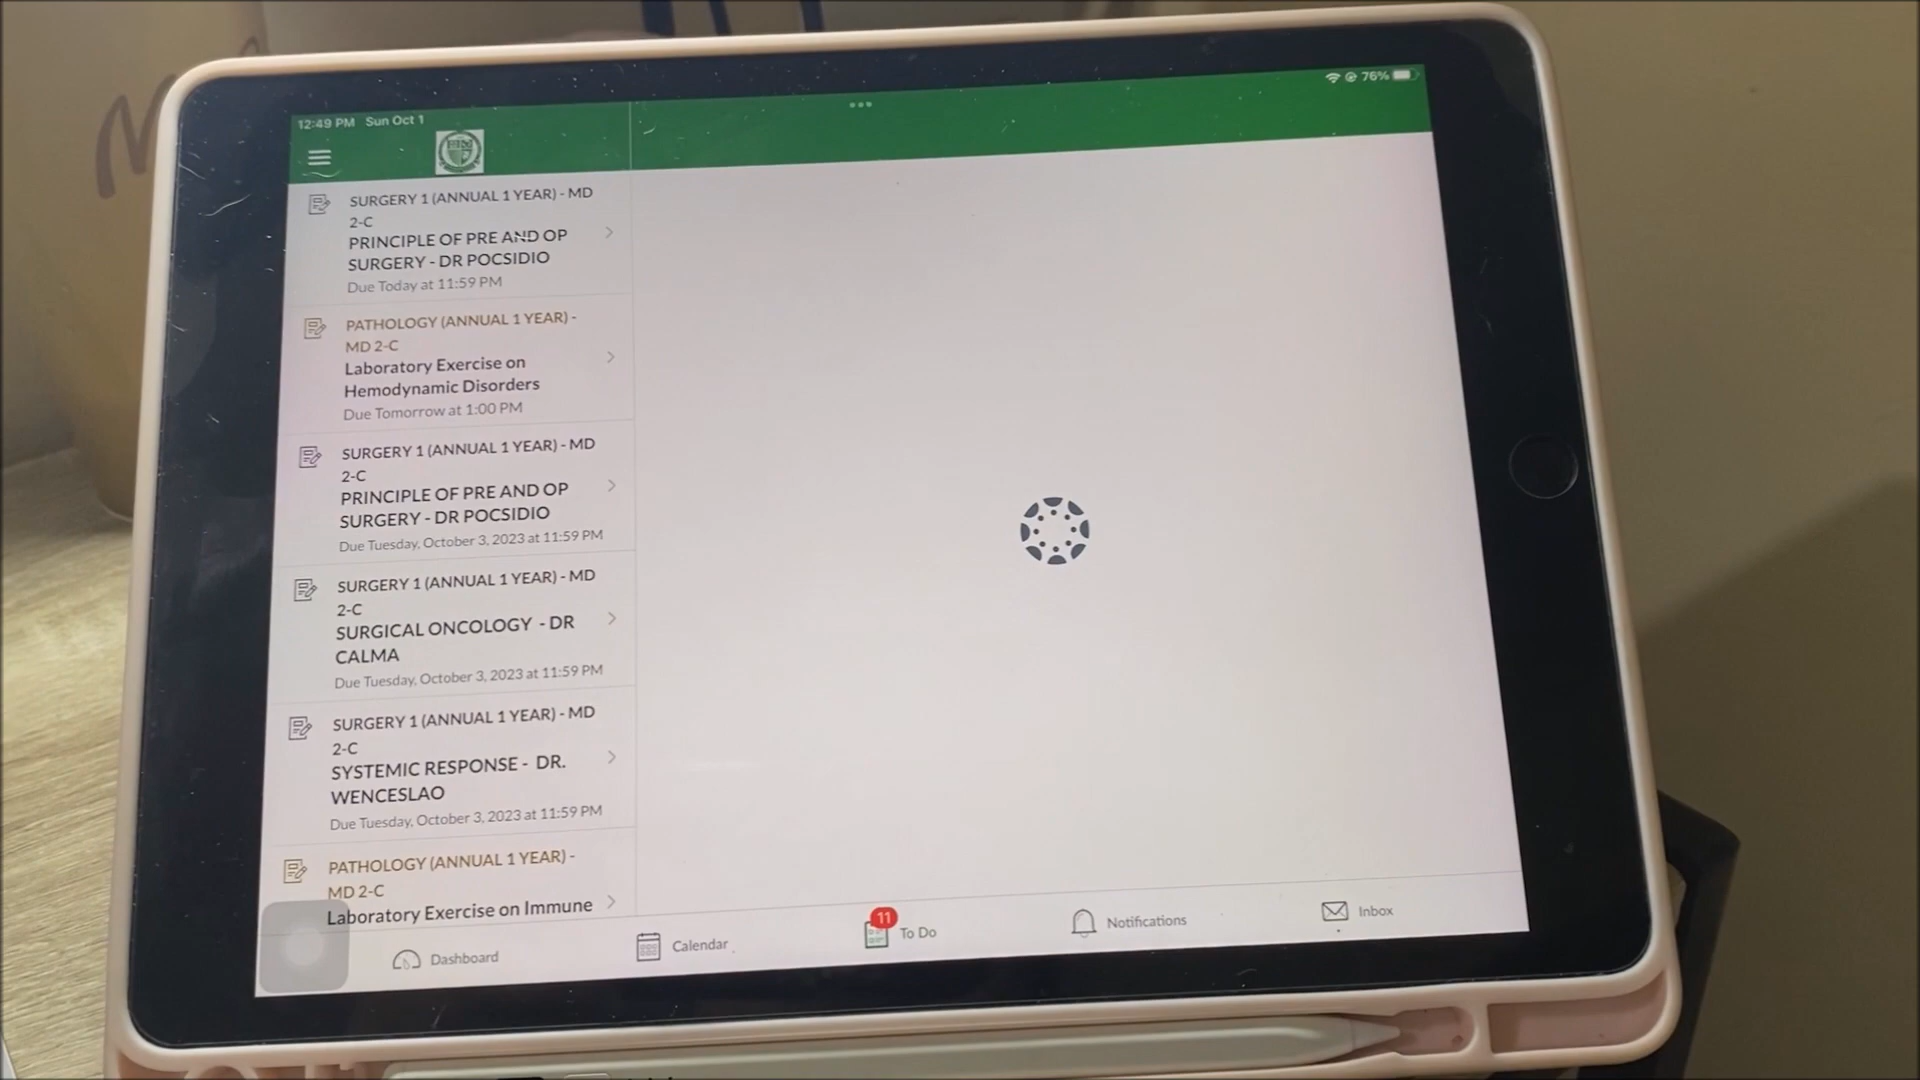 12:49 PM Sun Oct 1
76%
SURGERY 1 (ANNUAL 1 YEAR) - MD
2-C
PRINCIPLE OF PRE AND OP
SURGERY - DR POCSIDIO
Due Today at 11:59 PM
PATHOLOGY (ANNUAL 1 YEAR) -
MD 2-C
Laboratory Exercise on
Hemodynamic Disorders
Due Tomorrow at 1:00 PM
SURGERY 1 (ANNUAL 1 YEAR) - MD
2-C
PRINCIPLE OF PRE AND OP
SURGERY - DR POCSIDIO
Due Tuesday, October 3, 2023 at 11:59 PM
SURGERY 1 (ANNUAL 1 YEAR) - MD
2-C
SURGICAL ONCOLOGY - DR
CALMA
Due Tuesday, October 3, 2023 at 11:59 PM
SURGERY 1 (ANNUAL 1 YEAR) - MD
2-C
SYSTEMIC RESPONSE - DR.
WENCESLAO
Due Tuesday, October 3, 2023 at 11:59 PM
PATHOLOGY (ANNUAL 1 YEAR) -
MD 2-C
Laboratory Exercise on Immune
Dashboard
Calendar
11
To Do
Notifications
Inbox